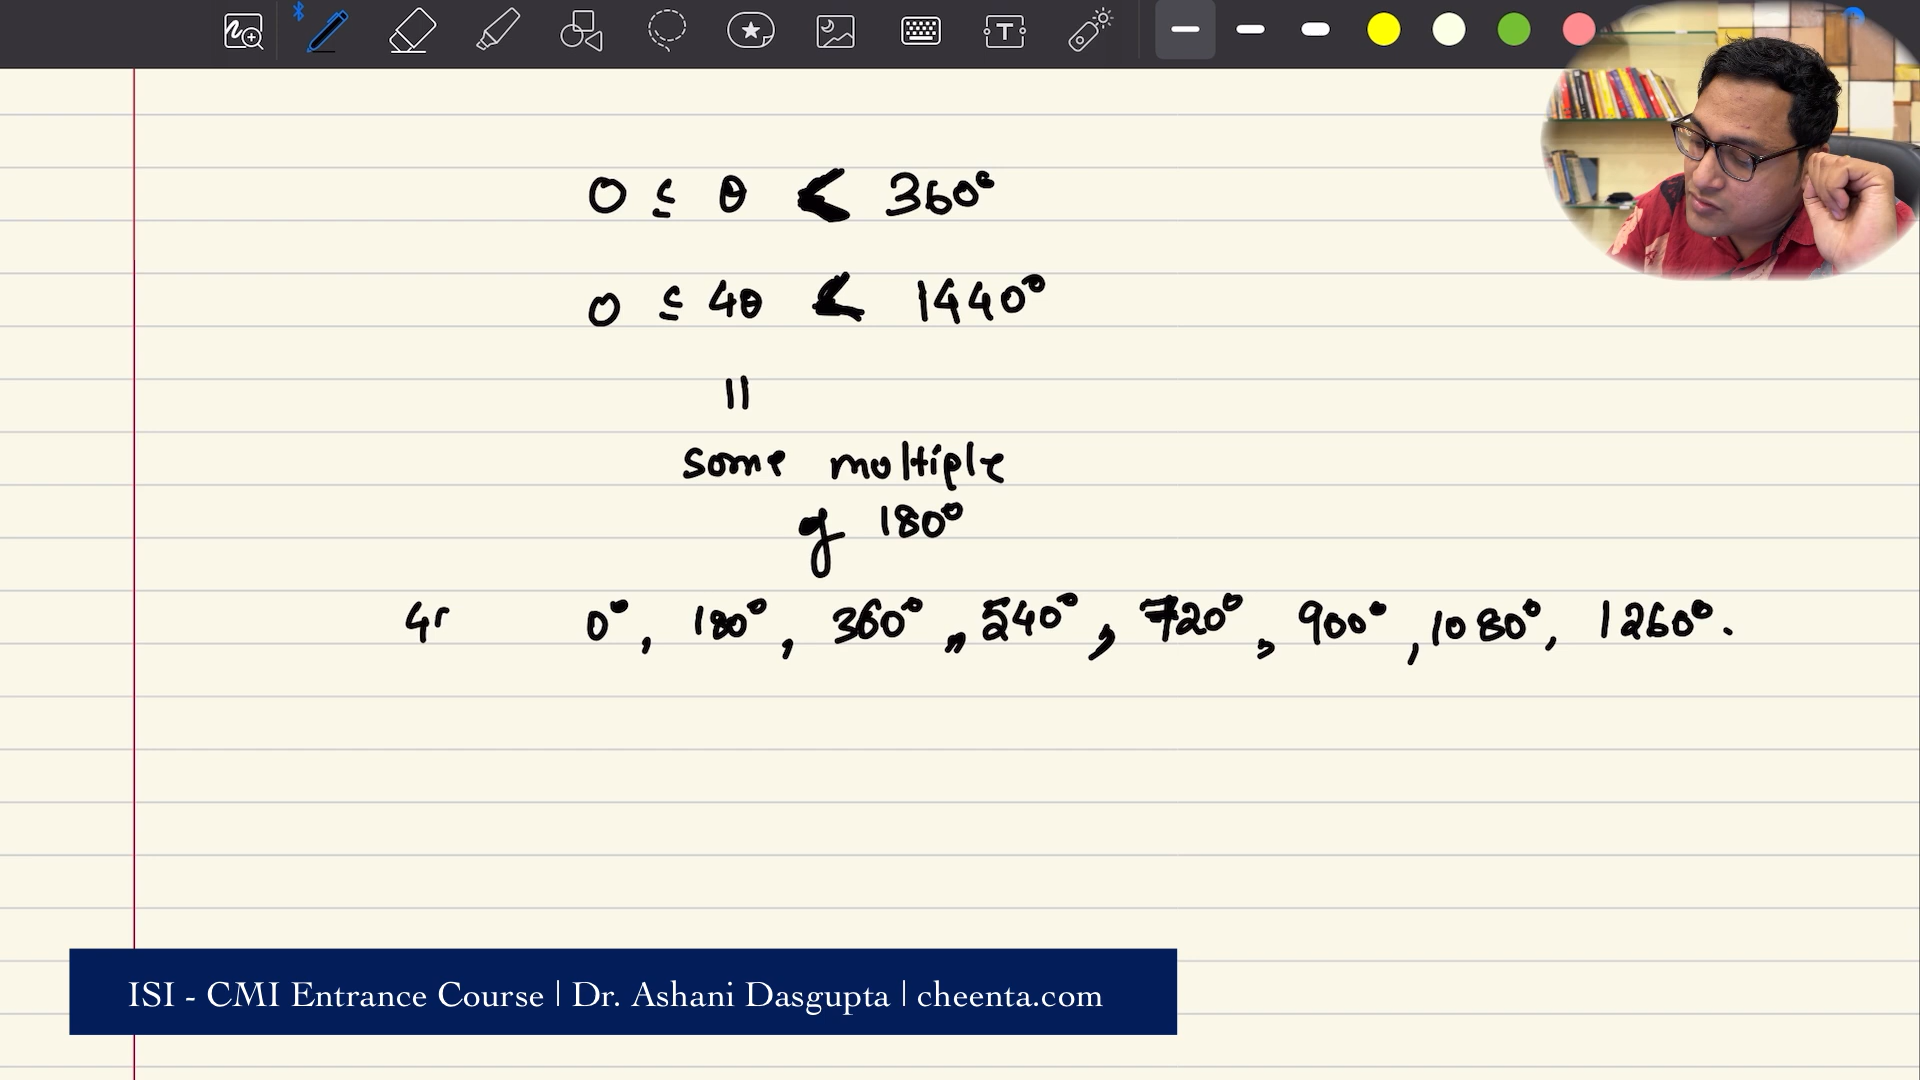 0 ≤ θ < 360°
0 ≤ 4θ < 1440°
||
some multiple
of 180°
4r 0°, 180°, 360°, 540°, 720°, 900°, 1080°, 1260°.
ISI - CMI Entrance Course | Dr. Ashani Dasgupta | cheenta.com